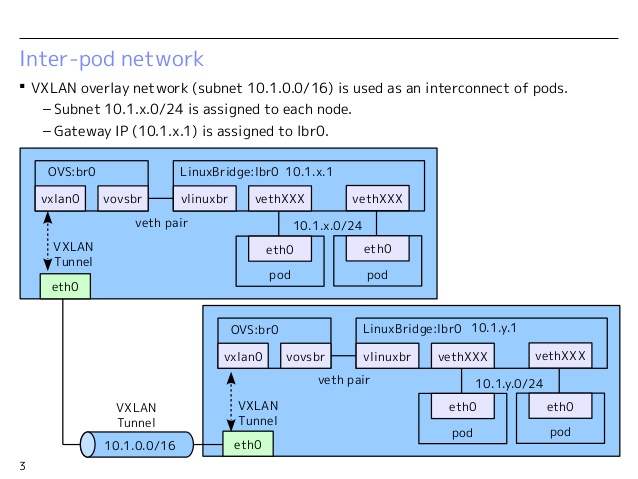 Inter-pod network
▪ VXLAN overlay network (subnet 10.1.0.0/16) is used as an interconnect of pods.
– Subnet 10.1.x.0/24 is assigned to each node.
– Gateway IP (10.1.x.1) is assigned to lbr0.
OVS:br0
LinuxBridge:lbr0 10.1.x.1
vxlan0
vovsbr
vlinuxbr
vethXXX
vethXXX
veth pair
10.1.x.0/24
VXLAN
Tunnel
eth0
eth0
pod
pod
eth0
OVS:br0
LinuxBridge:lbr0 10.1.y.1
vxlan0
vovsbr
vlinuxbr
vethXXX
vethXXX
veth pair
10.1.y.0/24
VXLAN
Tunnel
eth0
eth0
pod
pod
eth0
VXLAN
Tunnel
10.1.0.0/16
3